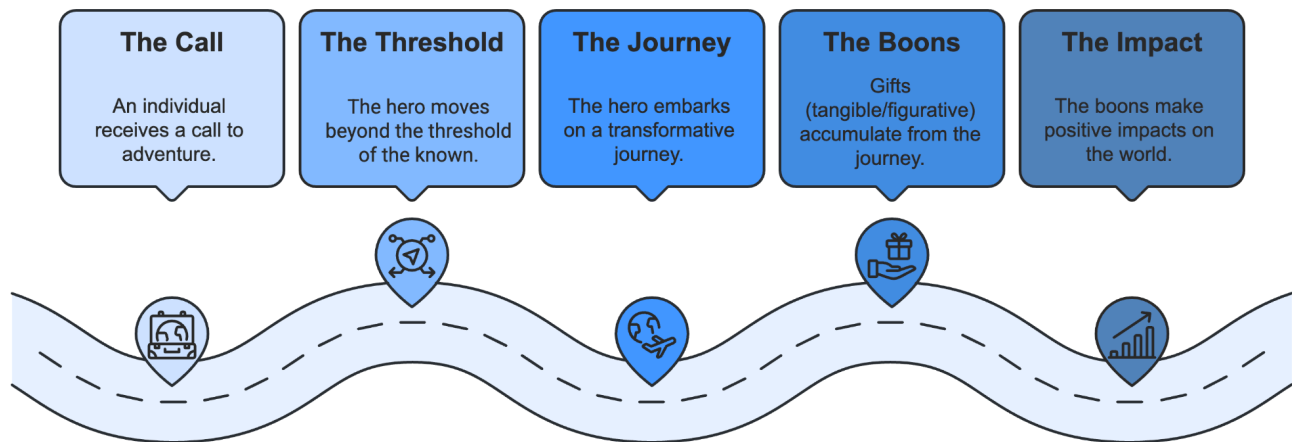 The Call
An individual
receives a call to
adventure.
The Threshold
The hero moves
beyond the threshold
of the known.
The Journey
The hero embarks
on a transformative
journey.
The Boons
Gifts
(tangible/figurative)
accumulate from the
journey.
The Impact
The boons make
positive impacts on
the world.